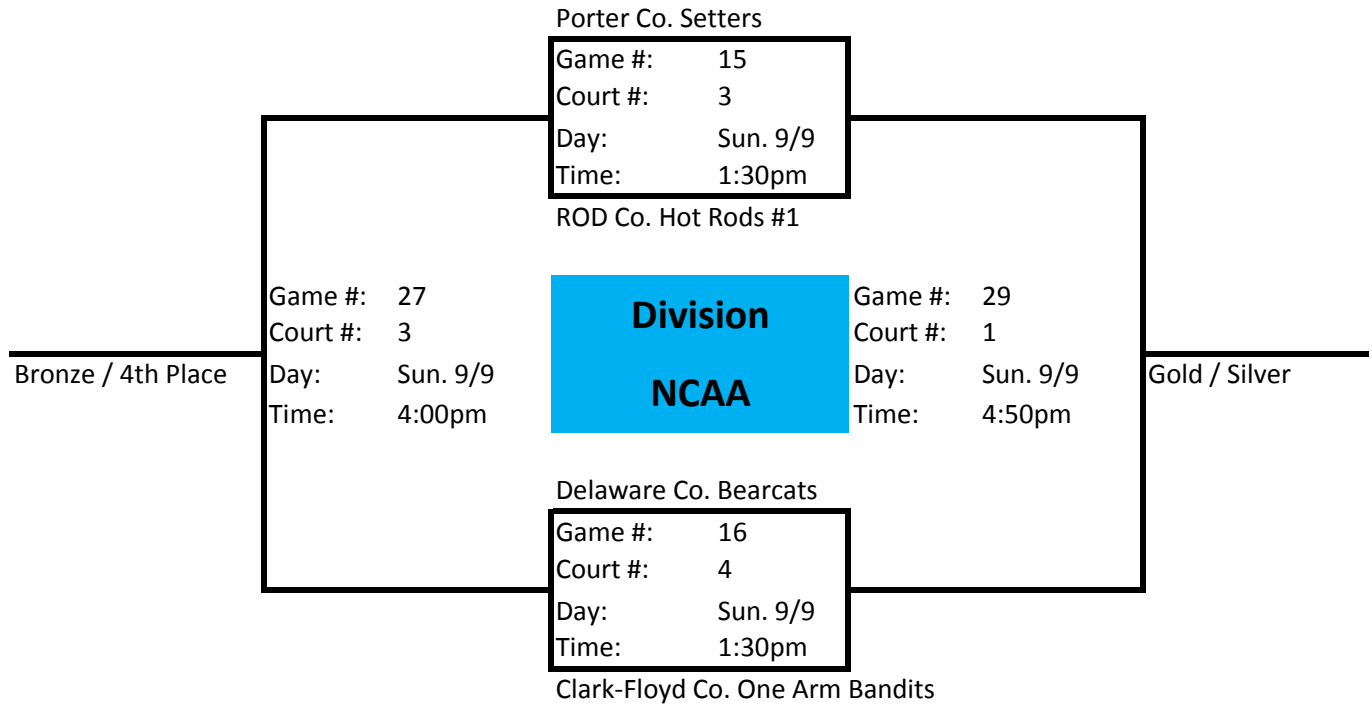 Porter Co. Setters
Game #: 15
Court #: 3
Day: Sun. 9/9
Time: 1:30pm
ROD Co. Hot Rods #1
Game #: 27
Court #: 3
Day: Sun. 9/9
Time: 4:00pm
Bronze / 4th Place
Division
NCAA
Game #: 29
Court #: 1
Day: Sun. 9/9
Time: 4:50pm
Gold / Silver
Delaware Co. Bearcats
Game #: 16
Court #: 4
Day: Sun. 9/9
Time: 1:30pm
Clark-Floyd Co. One Arm Bandits